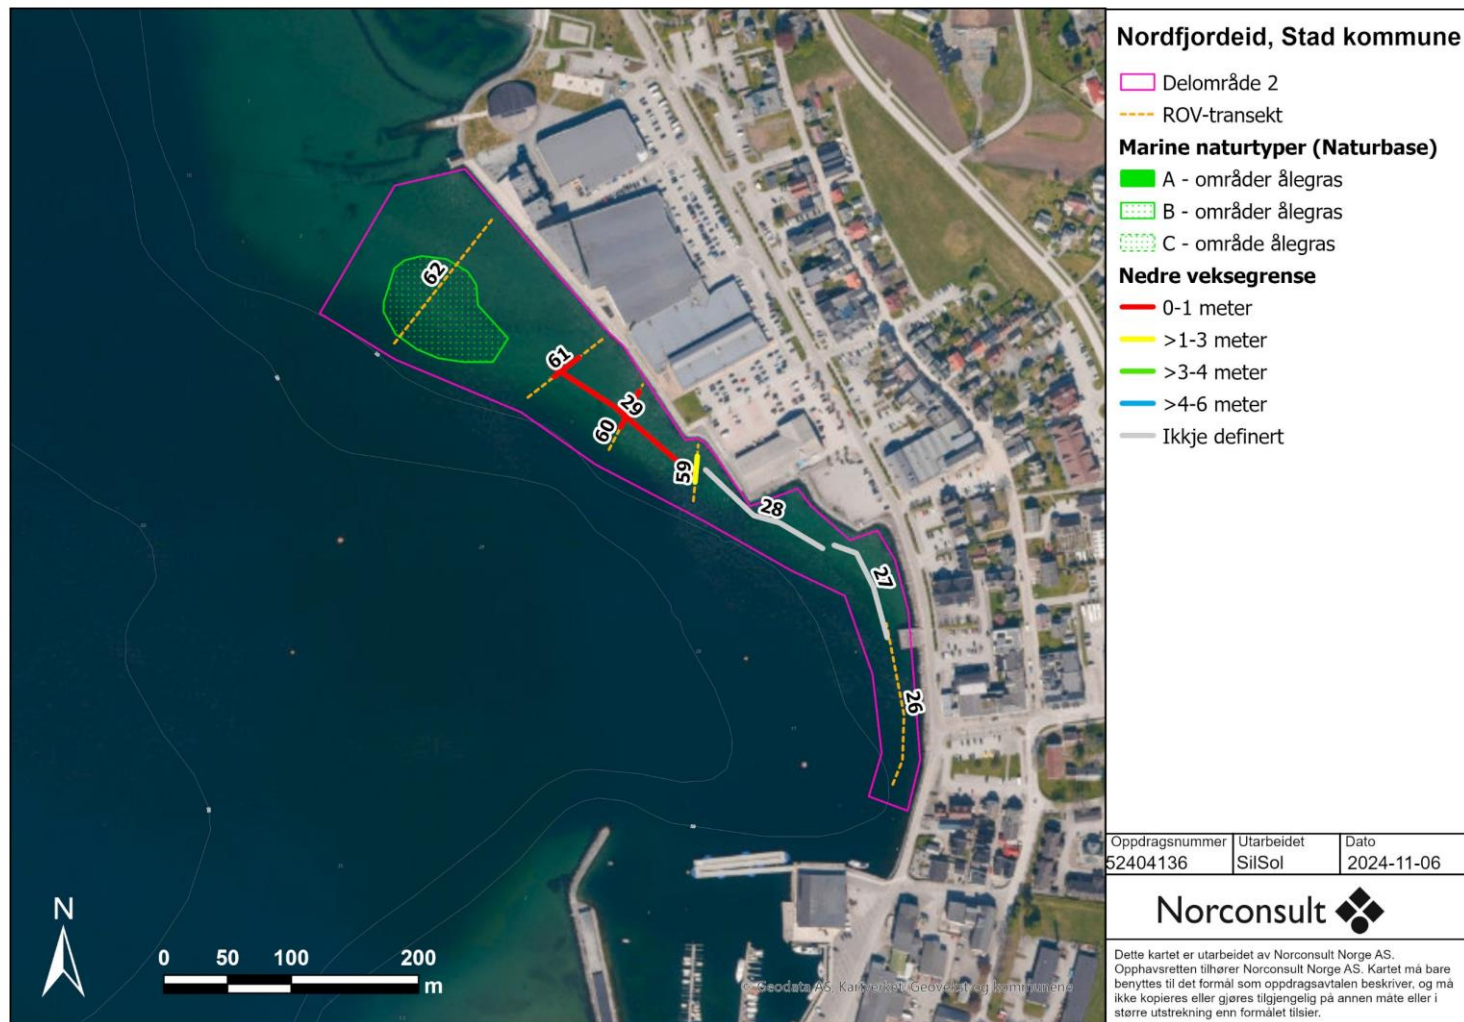 Nordfjordeid, Stad kommune
Delområde 2
ROV-transekt
Marine naturtyper (Naturbase)
A - områder ålegras
B - områder ålegras
C - område ålegras
Nedre veksegrense
0-1 meter
>1-3 meter
>3-4 meter
>4-6 meter
Ikkje definert
62
61
29
60
59
28
27
26
N
0 50 100 200
m
© Geodata AS, Kartverket, Geovekst og kommunene
Oppdragsnummer Utarbeidet Dato
52404136 SilSol 2024-11-06
Norconsult
Dette kartet er utarbeidet av Norconsult Norge AS.
Opphavsretten tilhører Norconsult Norge AS. Kartet må bare
benyttes til det formål som oppdragsavtalen beskriver, og må
ikke kopieres eller gjøres tilgjengelig på annen måte eller i
større utstrekning enn formålet tilsier.